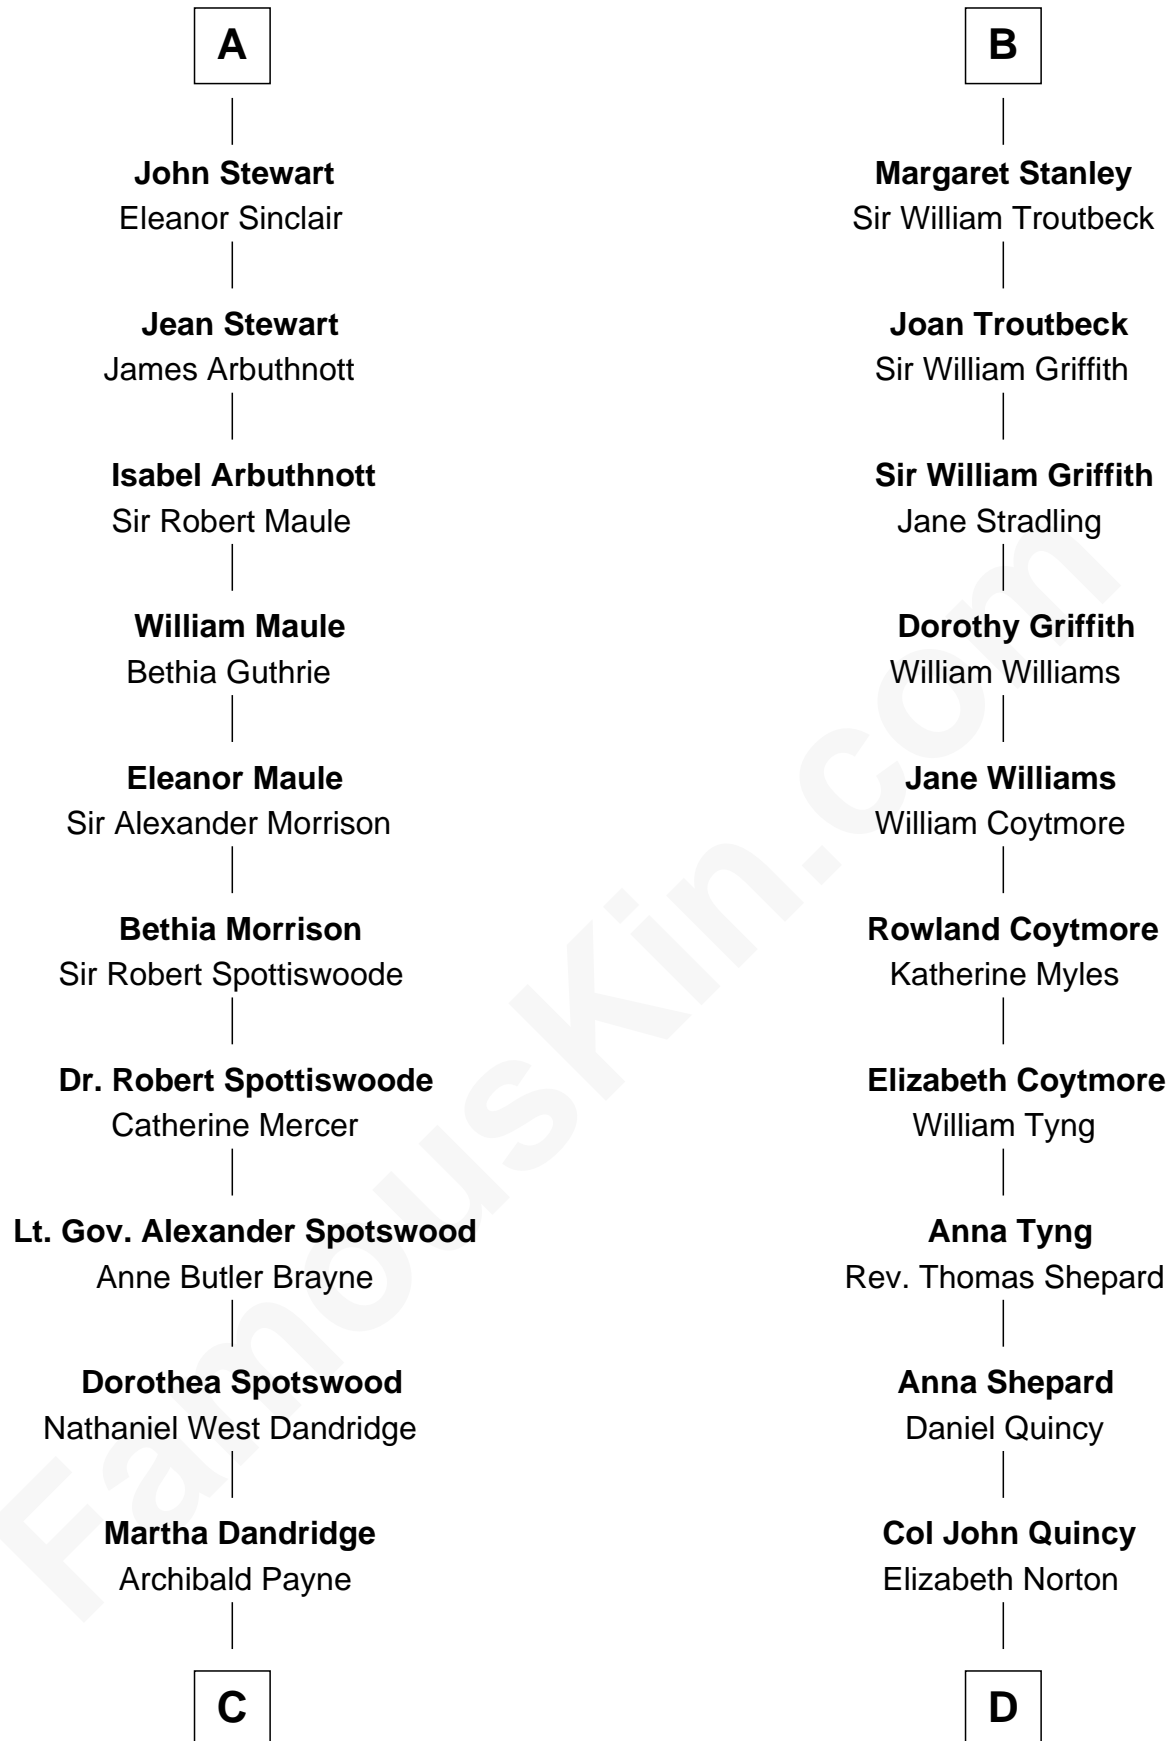 A
John Stewart
Eleanor Sinclair
Jean Stewart
James Arbuthnott
Isabel Arbuthnott
Sir Robert Maule
William Maule
Bethia Guthrie
Eleanor Maule
Sir Alexander Morrison
Bethia Morrison
Sir Robert Spottiswoode
Dr. Robert Spottiswoode
Catherine Mercer
Lt. Gov. Alexander Spotswood
Anne Butler Brayne
Dorothea Spotswood
Nathaniel West Dandridge
Martha Dandridge
Archibald Payne
C
B
Margaret Stanley
Sir William Troutbeck
Joan Troutbeck
Sir William Griffith
Sir William Griffith
Jane Stradling
Dorothy Griffith
William Williams
Jane Williams
William Coytmore
Rowland Coytmore
Katherine Myles
Elizabeth Coytmore
William Tyng
Anna Tyng
Rev. Thomas Shepard
Anna Shepard
Daniel Quincy
Col John Quincy
Elizabeth Norton
D
FamousKin.com